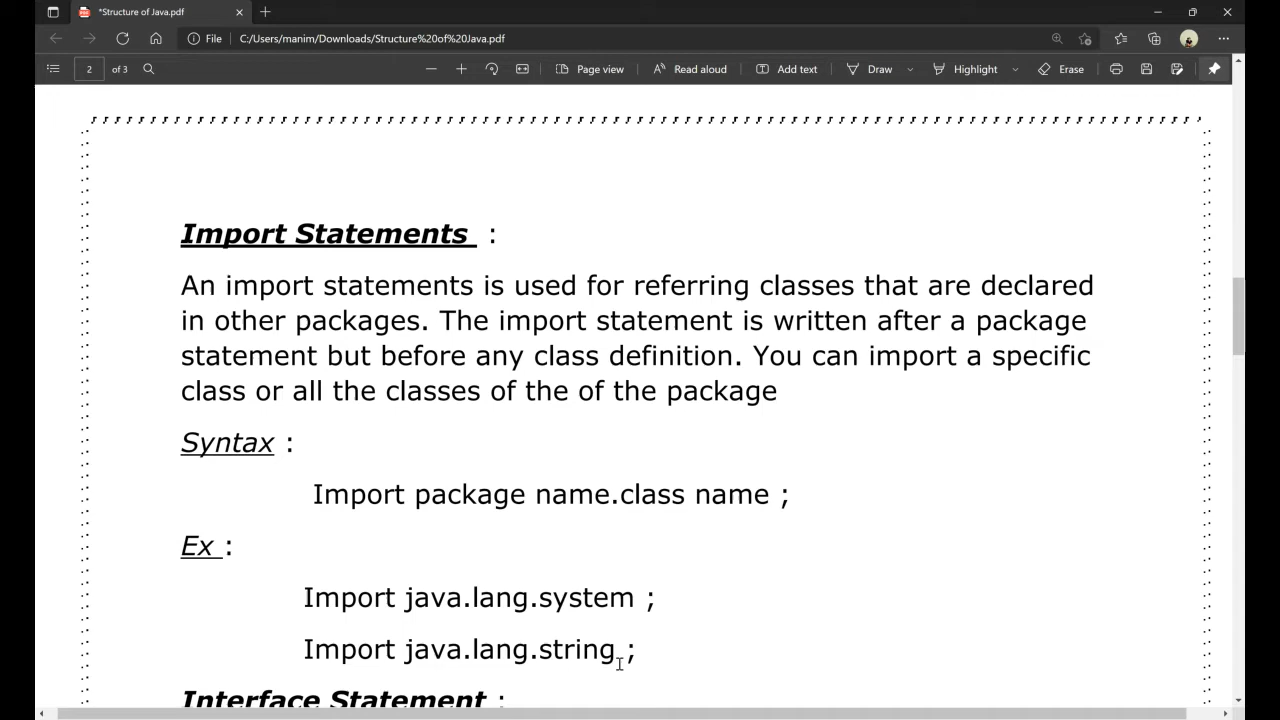 *Structure of Java.pdf
File C:/Users/manim/Downloads/Structure%20of%20Java.pdf
2 of 3 Page view Read aloud Add text Draw Highlight Erase
Import Statements :
An import statements is used for referring classes that are declared
in other packages. The import statement is written after a package
statement but before any class definition. You can import a specific
class or all the classes of the of the package
Syntax :
Import package name.class name ;
Ex :
Import java.lang.system ;
Import java.lang.string ;
Interface Statement :